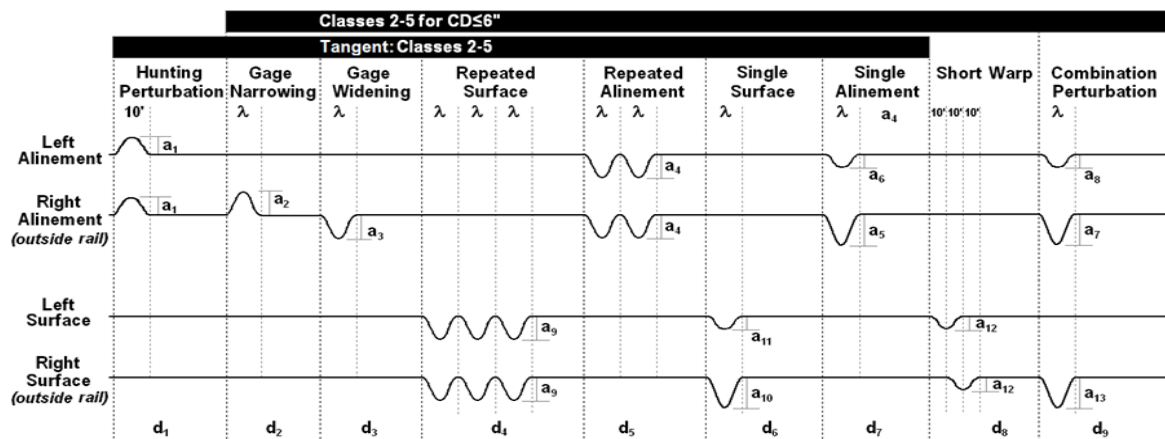 Classes 2-5 for CD≤6"
Tangent: Classes 2-5
Hunting Perturbation
Gage Narrowing
Gage Widening
Repeated Surface
Repeated Alinement
Single Surface
Single Alinement
Short Warp
Combination Perturbation
10' λ λ λ λ λ λ λ λ λ a4 10' 10' 10' λ
Left Alinement
a1 a4 a6 a8
Right Alinement (outside rail)
a1 a2 a3 a4 a5 a7
Left Surface
a9 a11 a12
Right Surface (outside rail)
a9 a10 a12 a13
d1 d2 d3 d4 d5 d6 d7 d8 d9